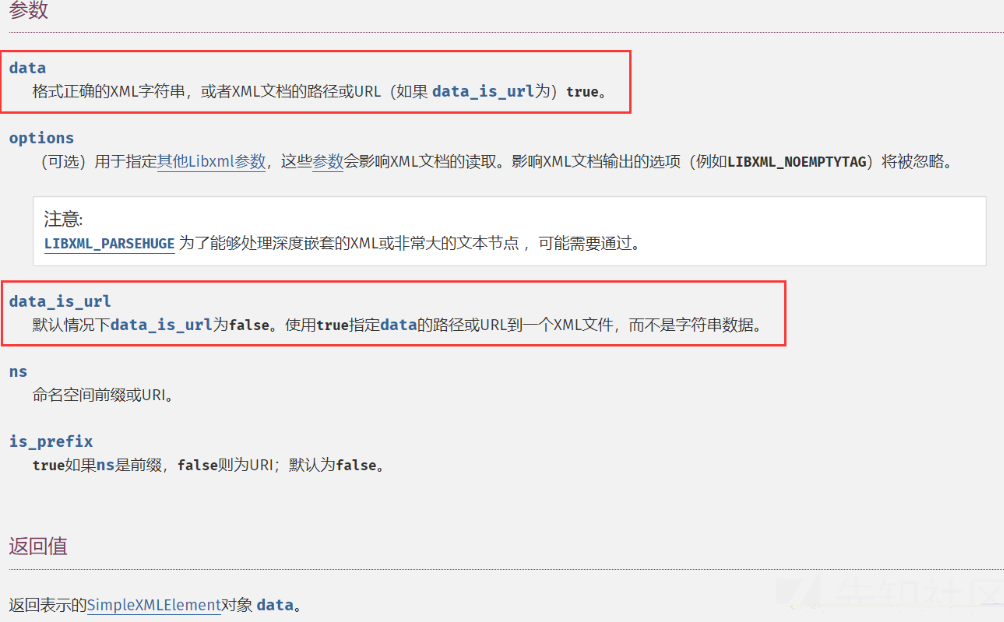 参数
data
格式正确的XML字符串，或者XML文档的路径或URL（如果 data_is_url为）true。
options
（可选）用于指定其他Libxml参数，这些参数会影响XML文档的读取。影响XML文档输出的选项（例如LIBXML_NOEMPTYTAG）将被忽略。
注意:
LIBXML_PARSEHUGE 为了能够处理深度嵌套的XML或非常大的文本节点 ，可能需要通过。
data_is_url
默认情况下data_is_url为false。使用true指定data的路径或URL到一个XML文件，而不是字符串数据。
ns
命名空间前缀或URI。
is_prefix
true如果ns是前缀，false则为URI；默认为false。
返回值
返回表示的SimpleXMLElement对象 data。